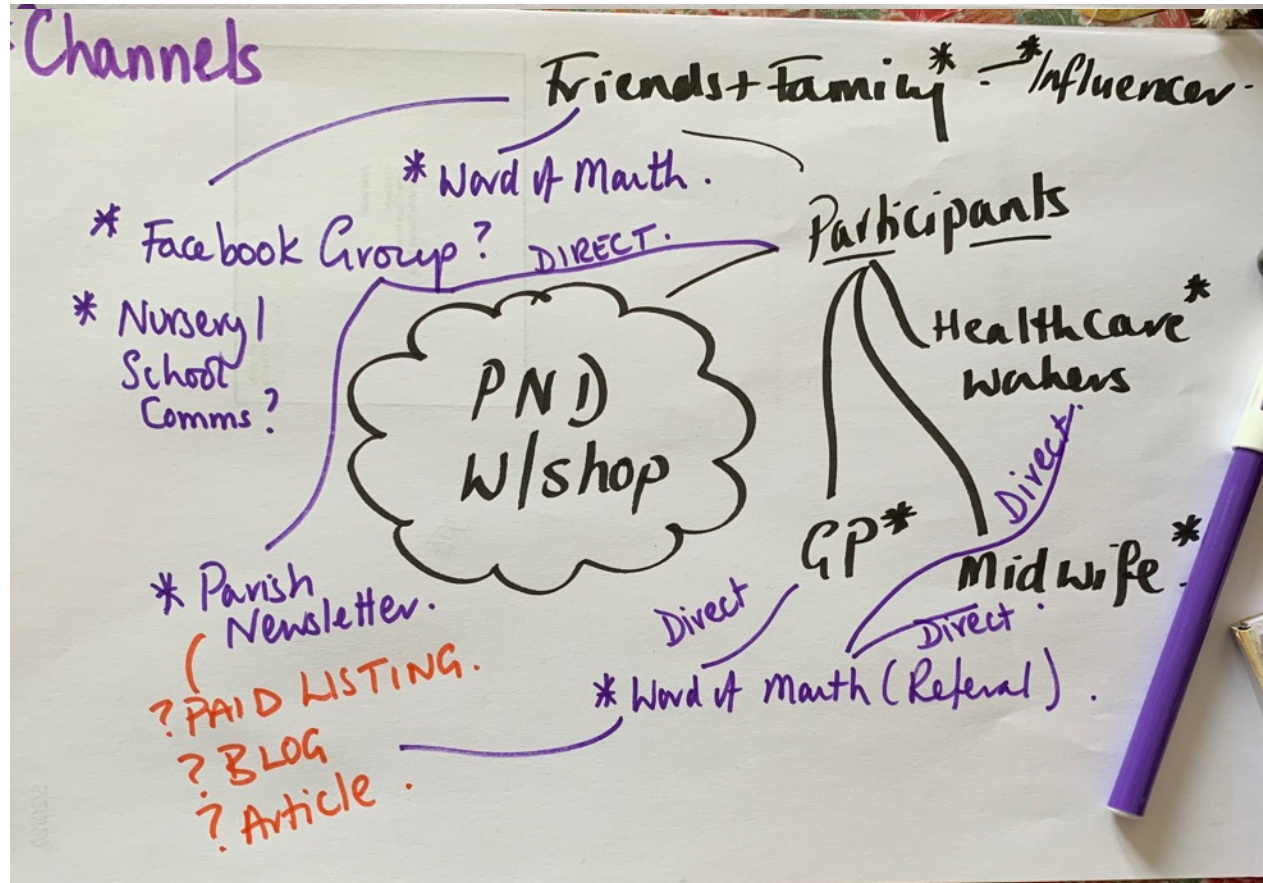 * Channels
Friends + Family* - *Influencer.
* Word of Mouth.
Participants
* Facebook Group?
DIRECT.
* Nursery /
School
Comms?
Healthcare*
Workers
PND
W/shop
Direct
GP*
Midwife*.
* Parish
Newsletter.
Direct
Direct
* Word of Mouth (Referal).
? PAID LISTING.
? BLOG
? Article.